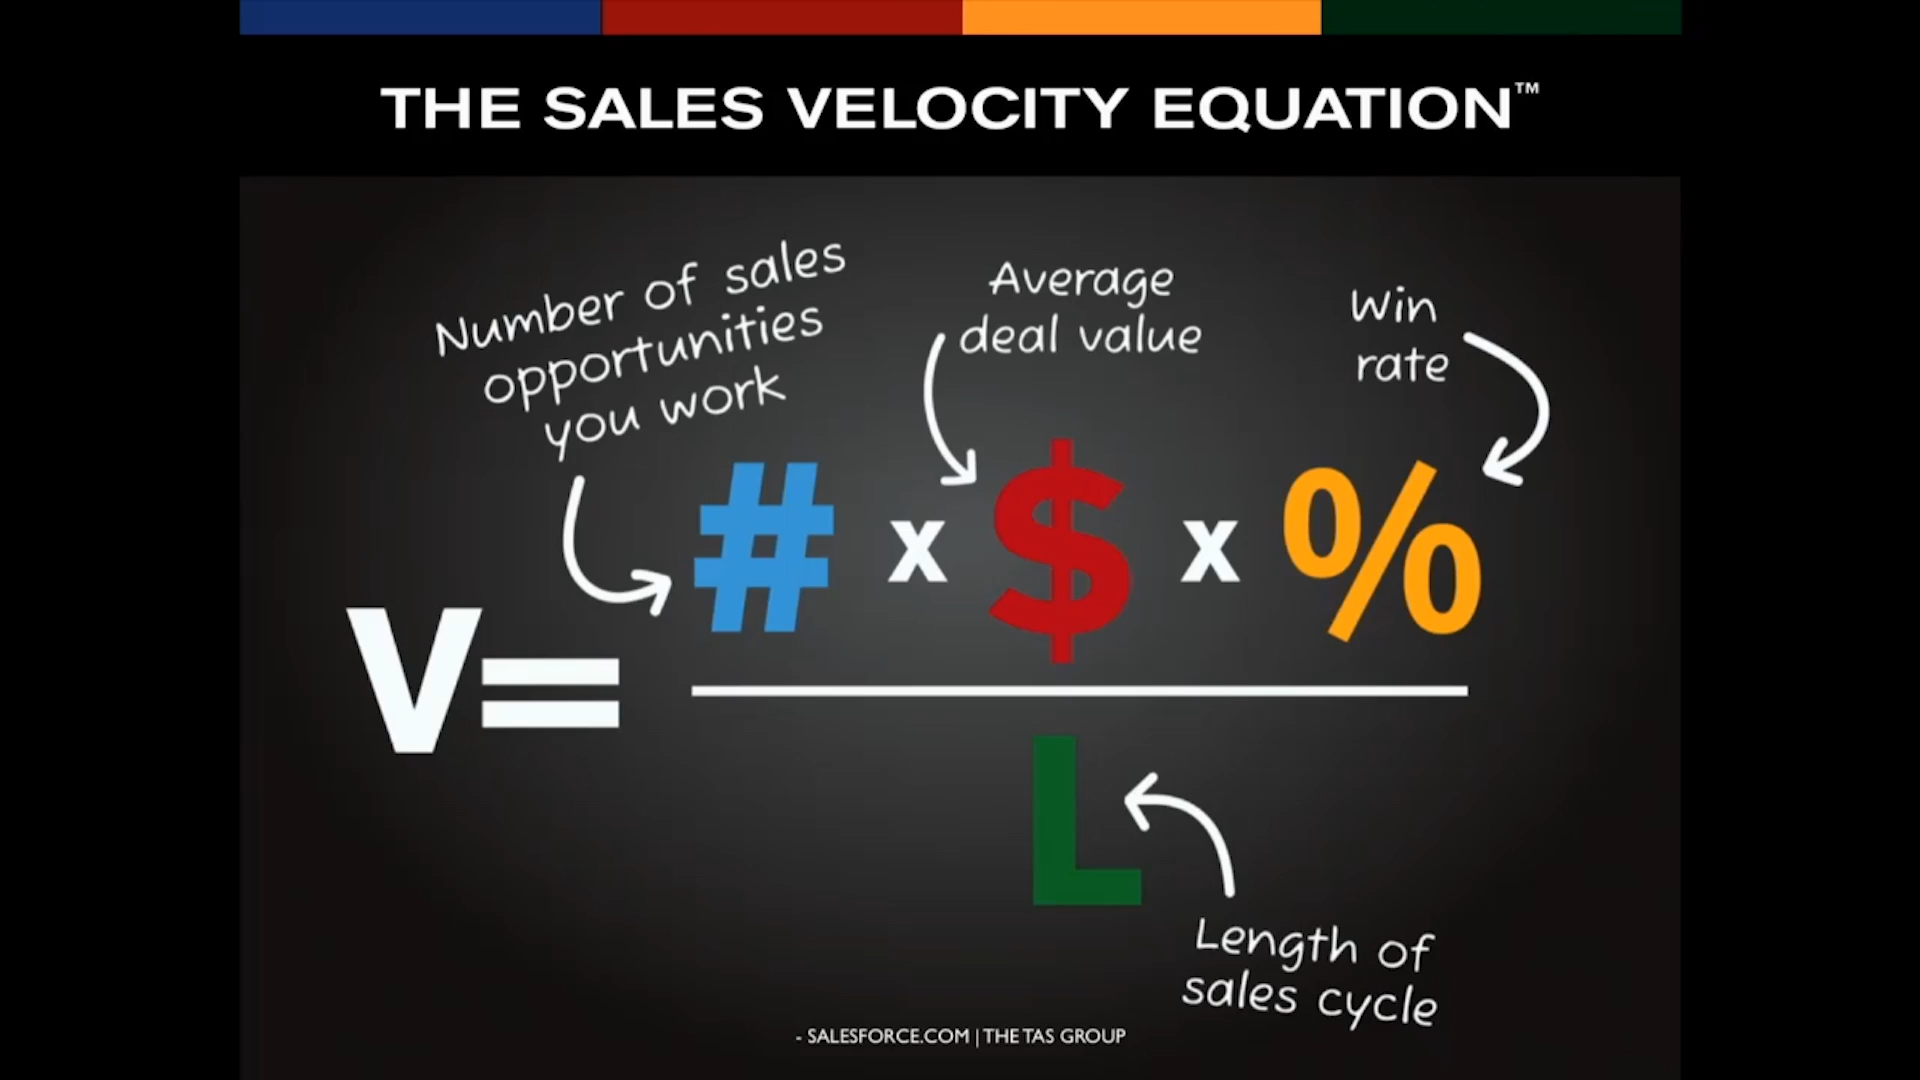 THE SALES VELOCITY EQUATION™
Number of sales
opportunities
you work
Average
deal value
Win
rate
V=
# x $ x %
L
Length of
sales cycle
- SALESFORCE.COM | THE TAS GROUP